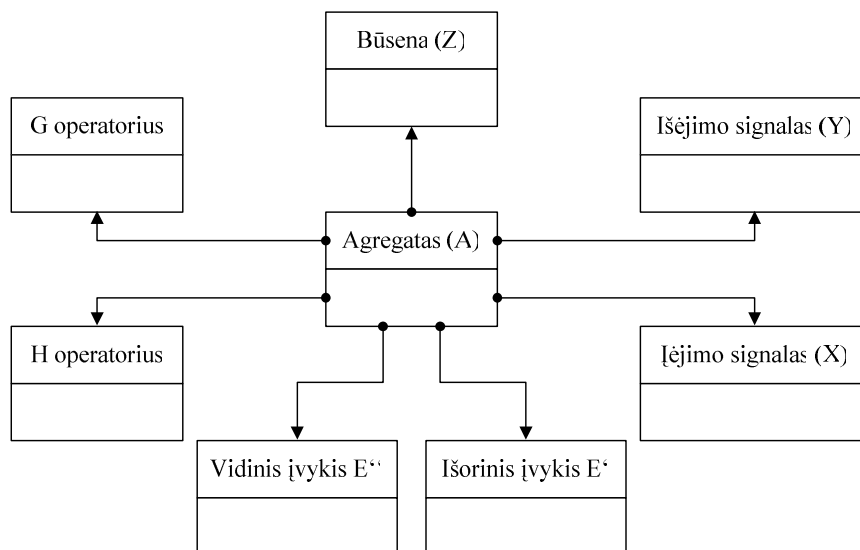 Būsena (Z)
G operatorius
Išėjimo signalas (Y)
Agregatas (A)
H operatorius
Įėjimo signalas (X)
Vidinis įvykis E“
Išorinis įvykis E‘